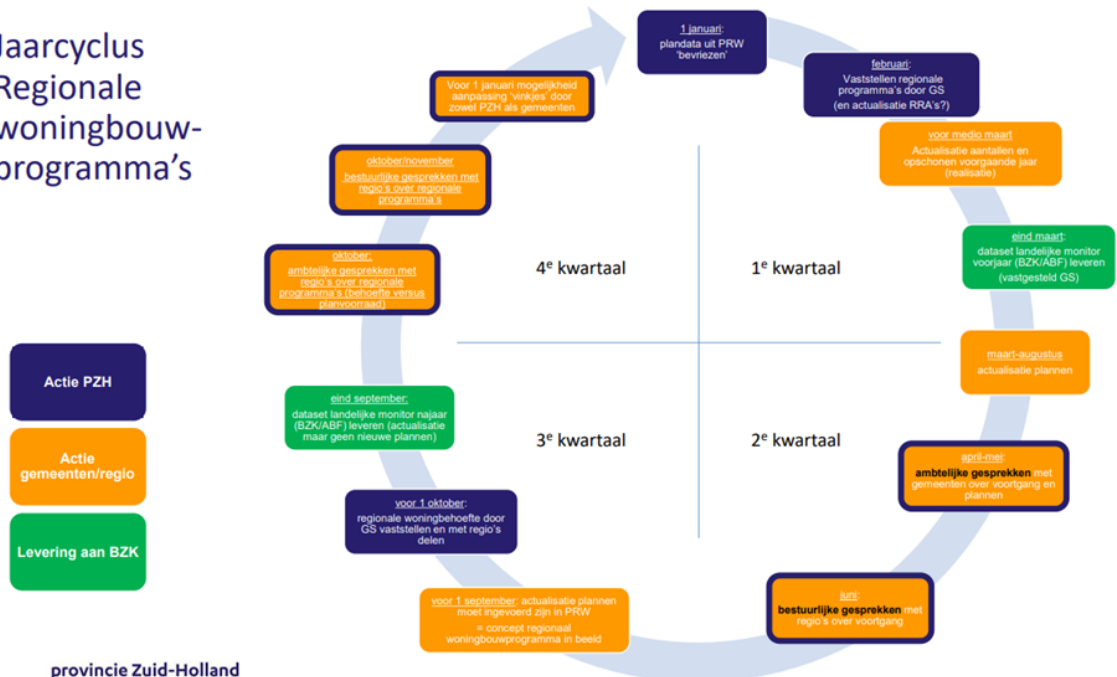 Jaarcyclus
Regionale
woningbouw-
programma's
1 januari:
plandata uit PRW
'bevriezen'
februari:
Vaststellen regionale
programma's door GS
(en actualisatie RRA's?)
voor medio maart
Actualisatie aantallen en
opschonen voorgaande jaar
(realisatie)
eind maart:
dataset landelijke monitor
voorjaar (BZK/ABF) leveren
(vastgesteld GS)
maart-augustus
actualisatie plannen
april-mei:
ambtelijke gesprekken met
gemeenten over voortgang en
plannen
juni:
bestuurlijke gesprekken met
regio's over voortgang
voor 1 september: actualisatie plannen
moet ingevoerd zijn in PRW
= concept regionaal
woningbouwprogramma in beeld
voor 1 oktober:
regionale woningbehoefte door
GS vaststellen en met regio's
delen
eind september:
dataset landelijke monitor najaar
(BZK/ABF) leveren (actualisatie
maar geen nieuwe plannen)
oktober:
ambtelijke gesprekken met
regio's over regionale
programma's (behoefte versus
planvoorraad)
oktober/november
bestuurlijke gesprekken met
regio's over regionale
programma's
Voor 1 januari mogelijkheid
aanpassing 'vinkjes' door
zowel PZH als gemeenten
4e kwartaal
1e kwartaal
3e kwartaal
2e kwartaal
Actie PZH
Actie
gemeenten/regio
Levering aan BZK
provincie Zuid-Holland